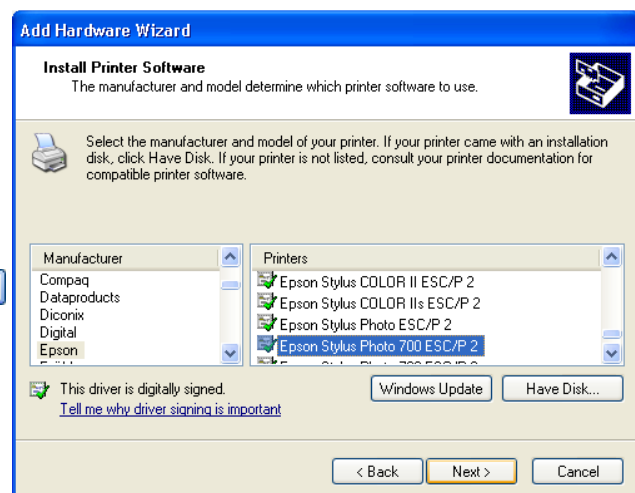 Add Hardware Wizard
Install Printer Software
The manufacturer and model determine which printer software to use.
Select the manufacturer and model of your printer. If your printer came with an installation
disk, click Have Disk. If your printer is not listed, consult your printer documentation for
compatible printer software.
Manufacturer
Compaq
Dataproducts
Diconix
Digital
Epson
Printers
Epson Stylus COLOR II ESC/P 2
Epson Stylus COLOR IIs ESC/P 2
Epson Stylus Photo ESC/P 2
Epson Stylus Photo 700 ESC/P 2
This driver is digitally signed.
Tell me why driver signing is important
Windows Update
Have Disk...
< Back
Next >
Cancel